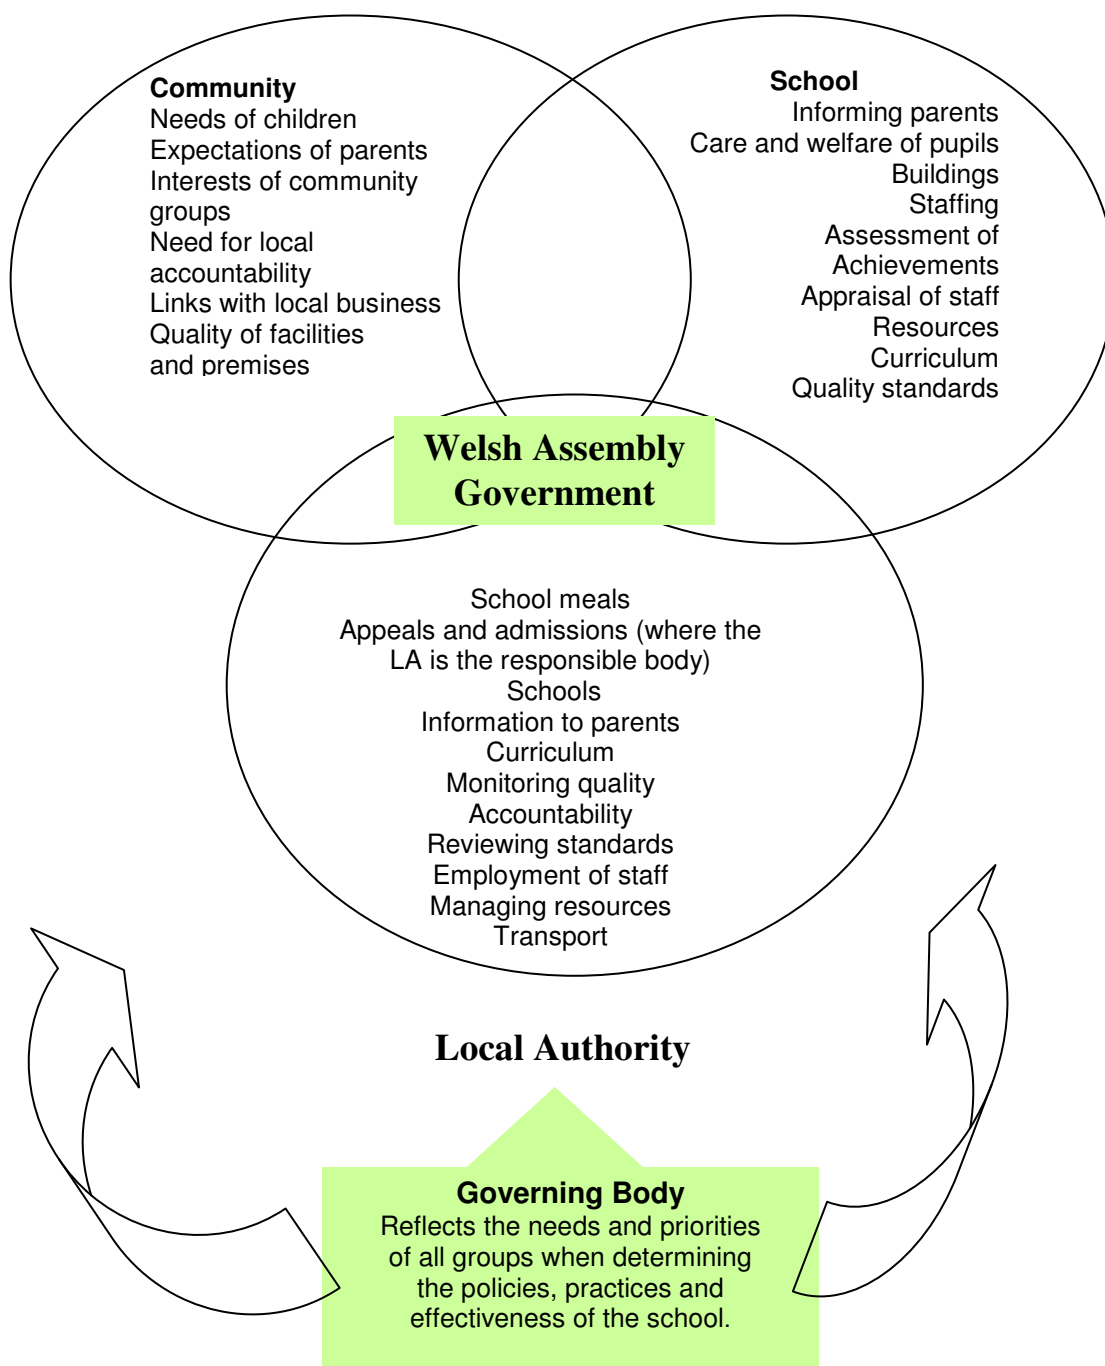 Community
Needs of children
Expectations of parents
Interests of community
groups
Need for local
accountability
Links with local business
Quality of facilities
and premises
School
Informing parents
Care and welfare of pupils
Buildings
Staffing
Assessment of
Achievements
Appraisal of staff
Resources
Curriculum
Quality standards
Welsh Assembly
Government
School meals
Appeals and admissions (where the
LA is the responsible body)
Schools
Information to parents
Curriculum
Monitoring quality
Accountability
Reviewing standards
Employment of staff
Managing resources
Transport
Local Authority
Governing Body
Reflects the needs and priorities
of all groups when determining
the policies, practices and
effectiveness of the school.